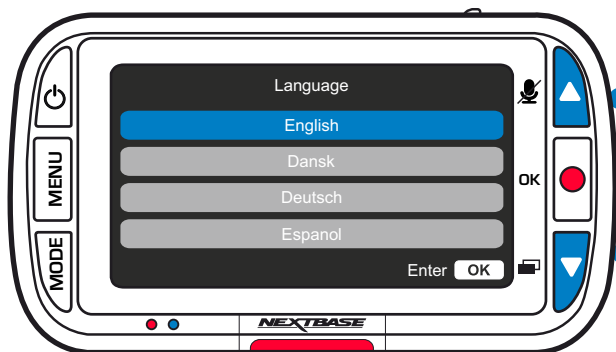 Language
English
Dansk
Deutsch
Espanol
Enter OK
MENU
MODE
OK
NEXTBASE